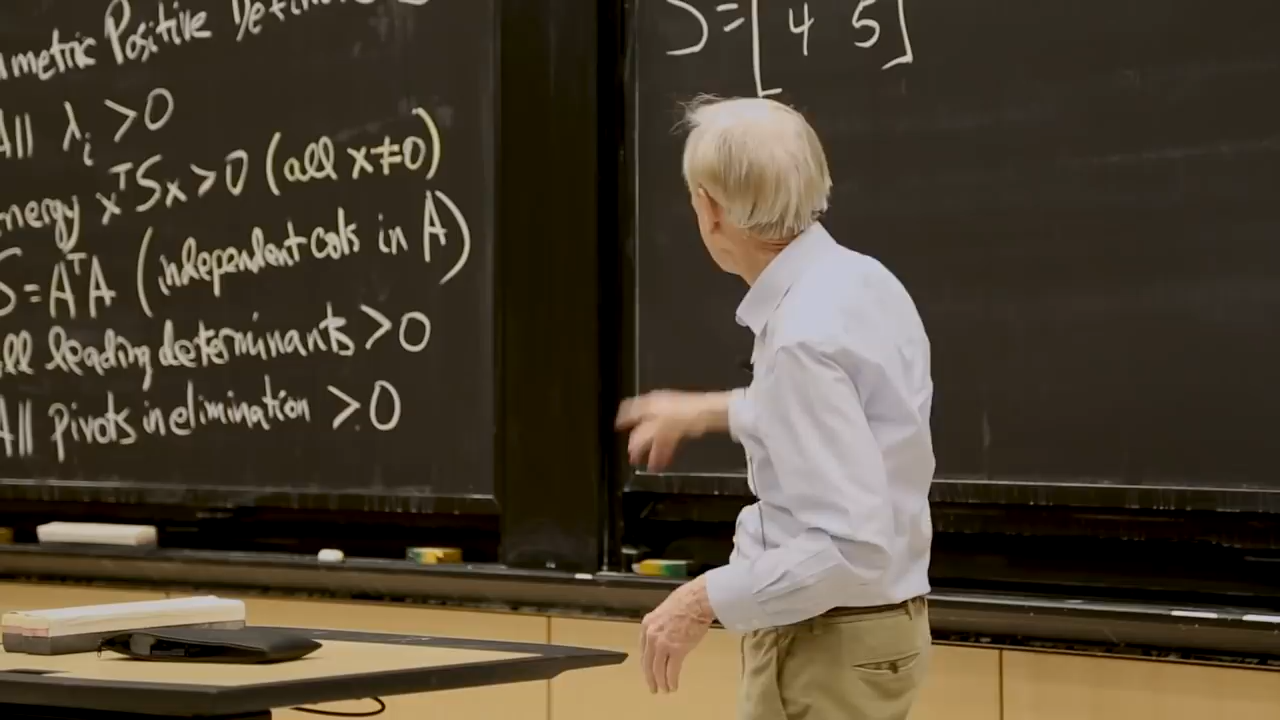 mmetric Positive Definite
All λᵢ >0
Energy xᵀSx>0 (all x≠0)
S=AᵀA (independent cols in A)
All leading determinants >0
All pivots in elimination >0
S=[4 5]